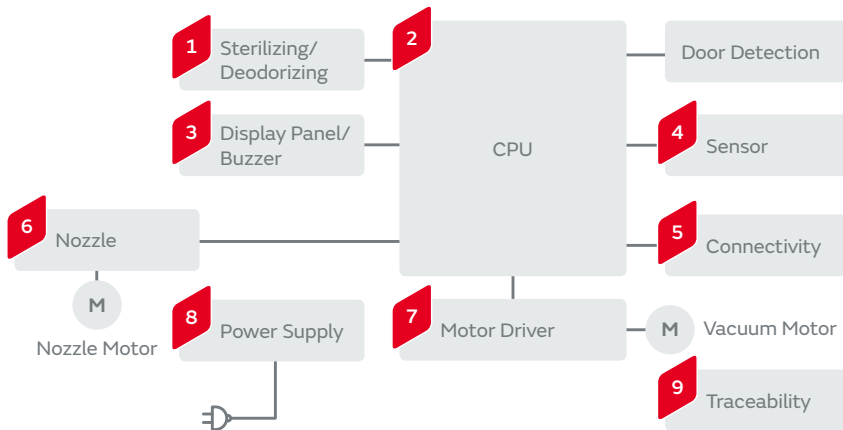 1
Sterilizing/
Deodorizing
2
CPU
Door Detection
3
Display Panel/
Buzzer
4
Sensor
6
Nozzle
M
Nozzle Motor
5
Connectivity
8
Power Supply
7
Motor Driver
M
Vacuum Motor
9
Traceability